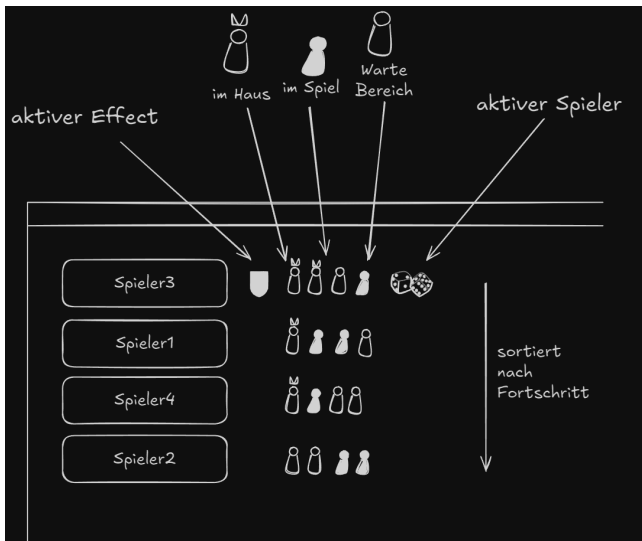 im Haus
im Spiel
Warte
Bereich
aktiver Effect
aktiver Spieler
Spieler3
Spieler1
Spieler4
Spieler2
sortiert
nach
Fortschritt